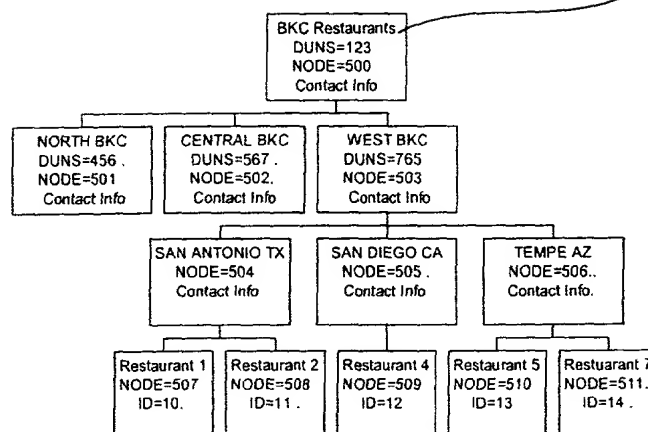 BKC Restaurants
DUNS=123
NODE=500
Contact Info
NORTH BKC
DUNS=456 .
NODE=501
Contact Info
CENTRAL BKC
DUNS=567 .
NODE=502.
Contact Info
WEST BKC
DUNS=765
NODE=503
Contact Info
SAN ANTONIO TX
NODE=504
Contact Info
SAN DIEGO CA
NODE=505 .
Contact Info
TEMPE AZ
NODE=506..
Contact Info.
Restaurant 1
NODE=507
ID=10.
Restaurant 2
NODE=508
ID=11 .
Restaurant 4
NODE=509
ID=12
Restaurant 5
NODE=510
ID=13
Restuarant 7
NODE=511.
ID=14 .